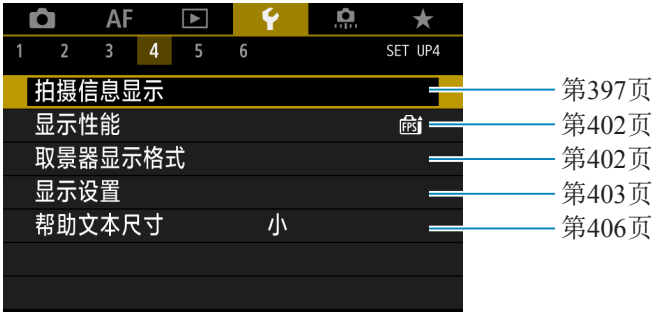 AF
1 2 3 4 5 6 SET UP4
拍摄信息显示 第397页
显示性能 FPS 第402页
取景器显示格式 第402页
显示设置 第403页
帮助文本尺寸 小 第406页